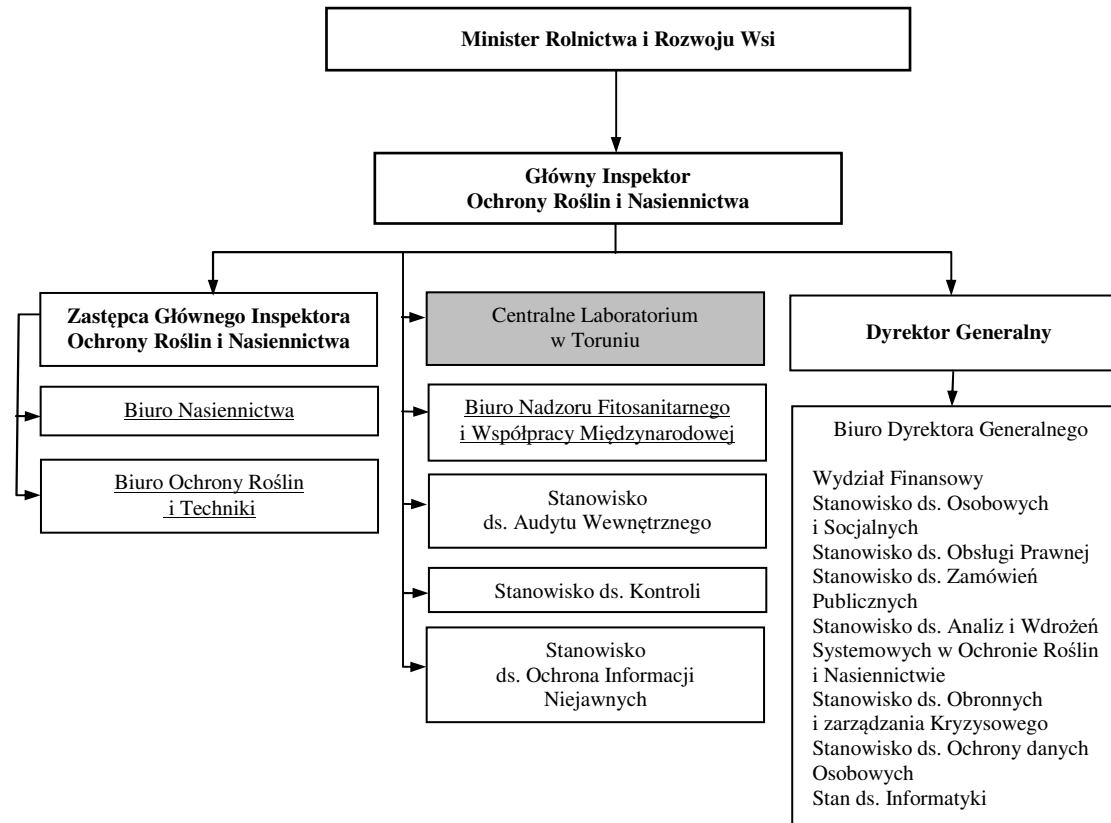 Minister Rolnictwa i Rozwoju Wsi
Główny Inspektor
Ochrony Roślin i Nasiennictwa
Zastępca Głównego Inspektora
Ochrony Roślin i Nasiennictwa
Biuro Nasiennictwa
Biuro Ochrony Roślin
i Techniki
Centralne Laboratorium
w Toruniu
Biuro Nadzoru Fitosanitarnego
i Współpracy Międzynarodowej
Stanowisko
ds. Audytu Wewnętrznego
Stanowisko ds. Kontroli
Stanowisko
ds. Ochrona Informacji
Niejawnych
Dyrektor Generalny
Biuro Dyrektora Generalnego
Wydział Finansowy
Stanowisko ds. Osobowych
i Socjalnych
Stanowisko ds. Obsługi Prawnej
Stanowisko ds. Zamówień
Publicznych
Stanowisko ds. Analiz i Wdrożeń
Systemowych w Ochronie Roślin
i Nasiennictwie
Stanowisko ds. Obronnych
i zarządzania Kryzysowego
Stanowisko ds. Ochrony danych
Osobowych
Stan ds. Informatyki